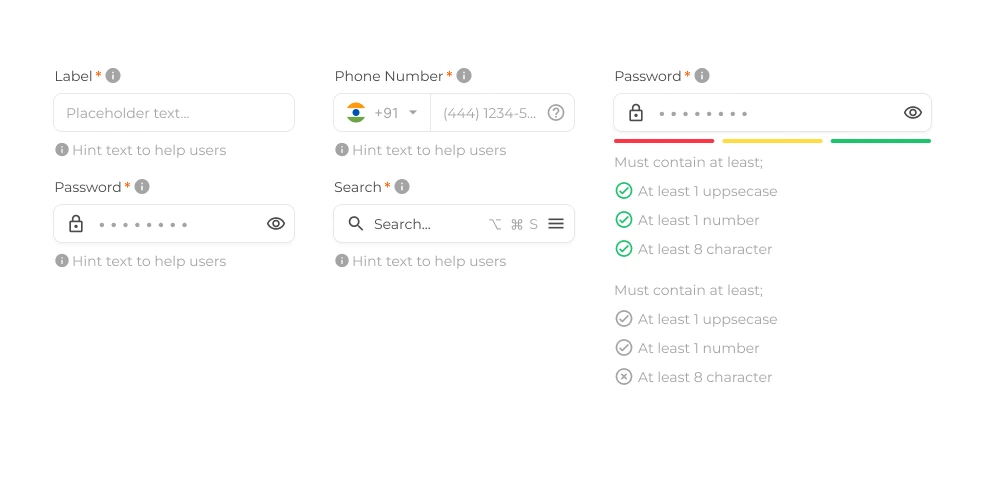 Label *
Placeholder text...
Hint text to help users
Password *
••••••••
Hint text to help users
Phone Number *
+91 (444) 1234-5...
Hint text to help users
Search *
Search... ⌥ ⌘ S
Hint text to help users
Password *
••••••••
Must contain at least;
At least 1 uppsecase
At least 1 number
At least 8 character
Must contain at least;
At least 1 uppsecase
At least 1 number
At least 8 character